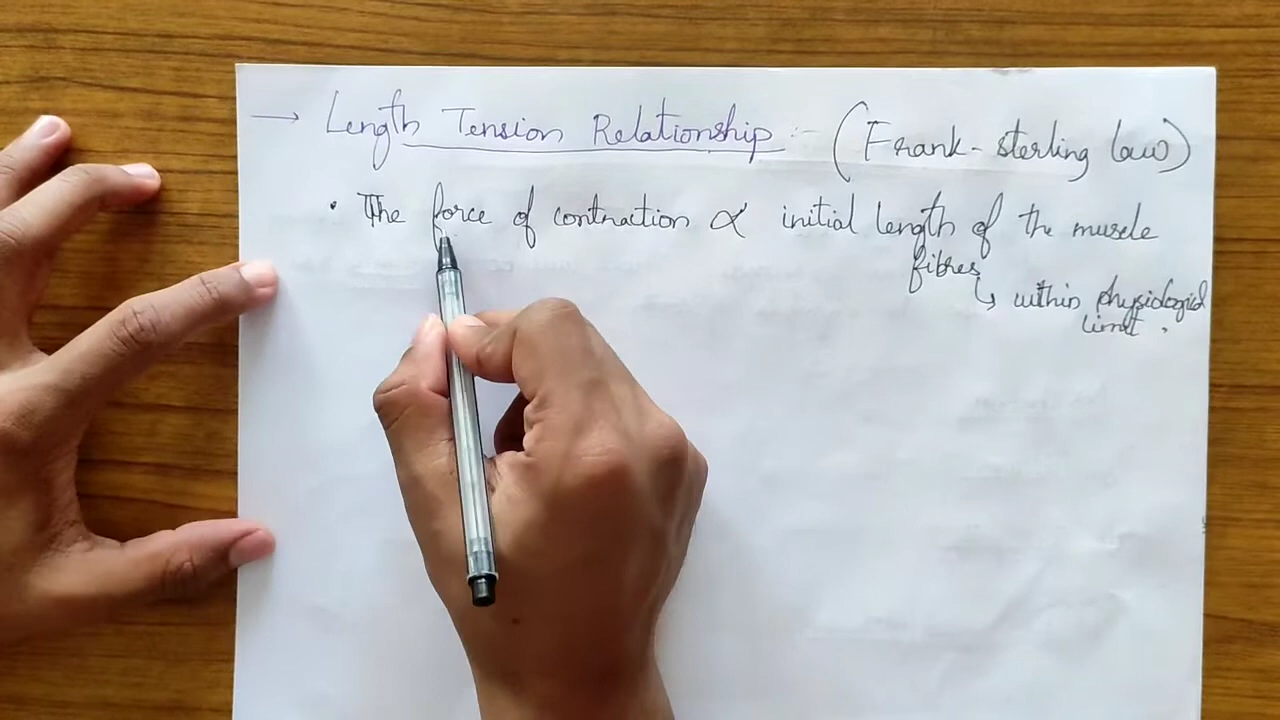 → Length Tension Relationship :- (Frank-sterling law)
• The force of contraction ∝ initial length of the muscle
fibres
↳ within physiological
limit.